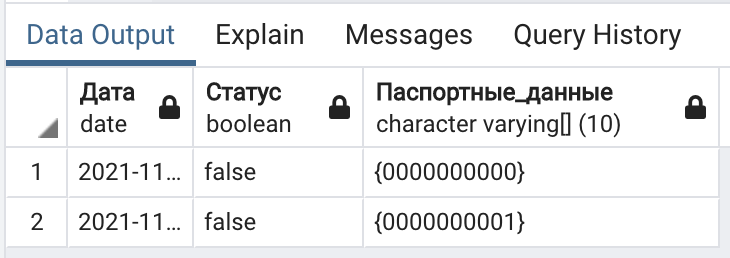 Data Output Explain Messages Query History
Дата Статус Паспортные_данные
date boolean character varying[] (10)
1 2021-11... false {0000000000}
2 2021-11... false {0000000001}